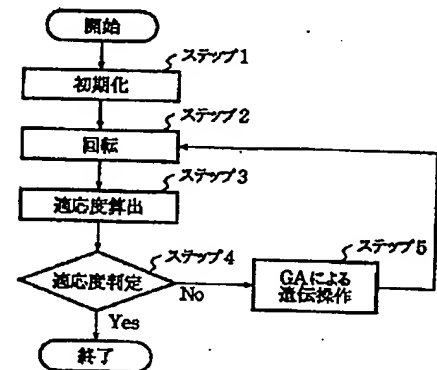 開始
ステップ1
初期化
ステップ2
回転
ステップ3
適応度算出
ステップ4
適応度判定
No
ステップ5
GAによる
遺伝操作
Yes
終了